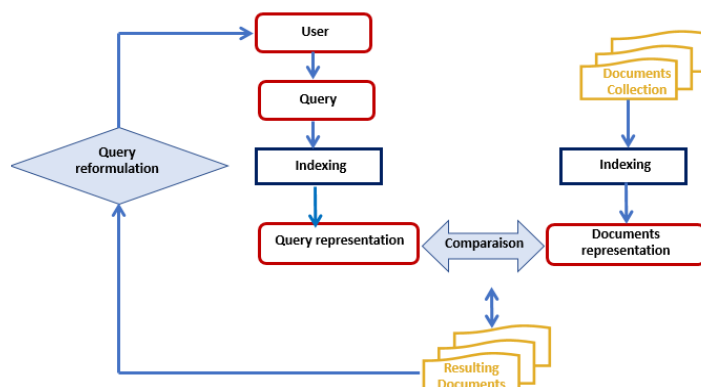 User
Documents
Collection
Query
Query
reformulation
Indexing
Indexing
Query representation
Comparaison
Documents
representation
Resulting
Documents